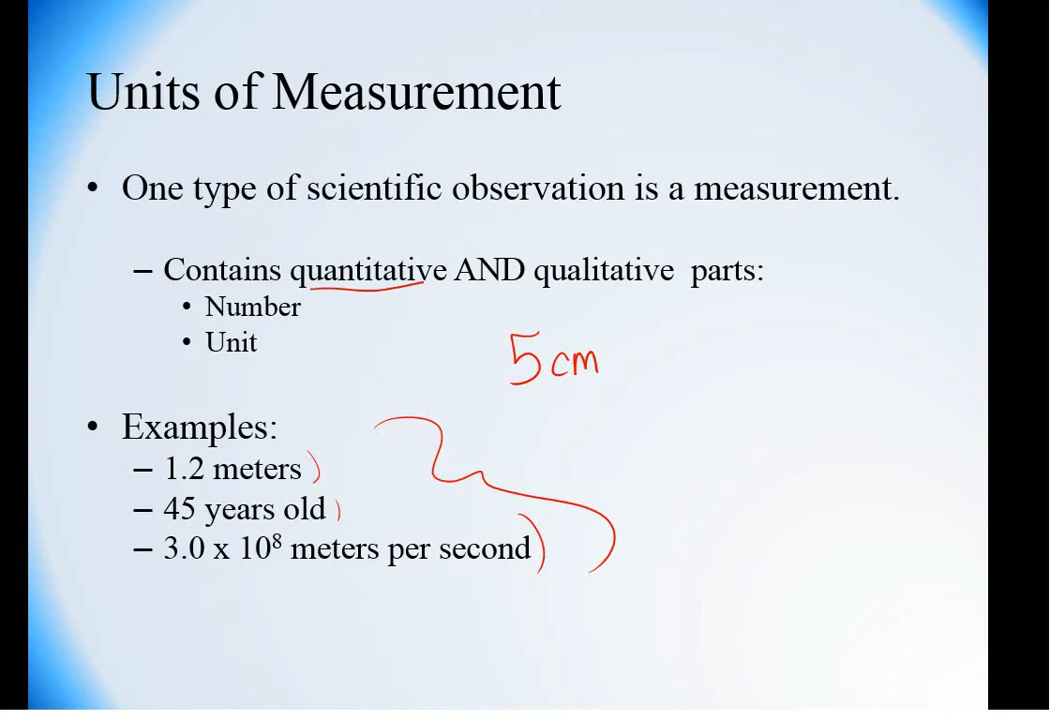 Units of Measurement
• One type of scientific observation is a measurement.
– Contains quantitative AND qualitative parts:
• Number
• Unit
5 cm
• Examples:
– 1.2 meters
– 45 years old
– 3.0 x 10⁸ meters per second